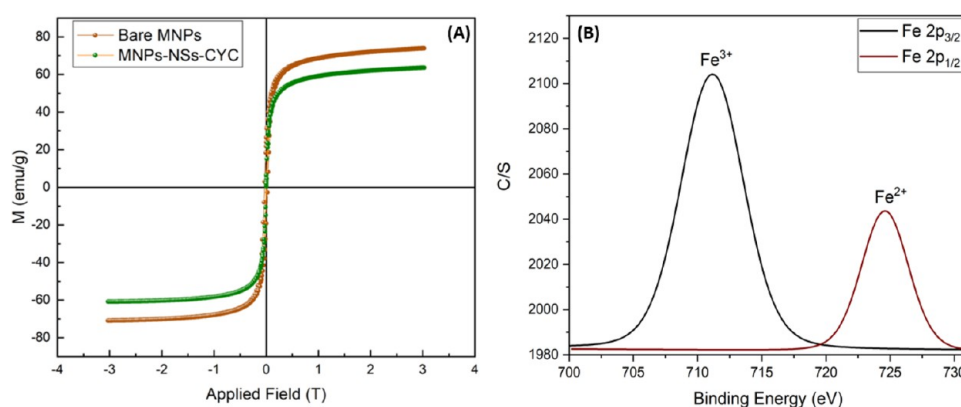 Bare MNPs
MNPs-NSs-CYC
(A)
M (emu/g)
80
60
40
20
0
-20
-40
-60
-80
-4
-3
-2
-1
0
1
2
3
4
Applied Field (T)
(B)
Fe 2p3/2
Fe 2p1/2
Fe3+
Fe2+
C/S
2120
2100
2080
2060
2040
2020
2000
1980
700
705
710
715
720
725
730
Binding Energy (eV)